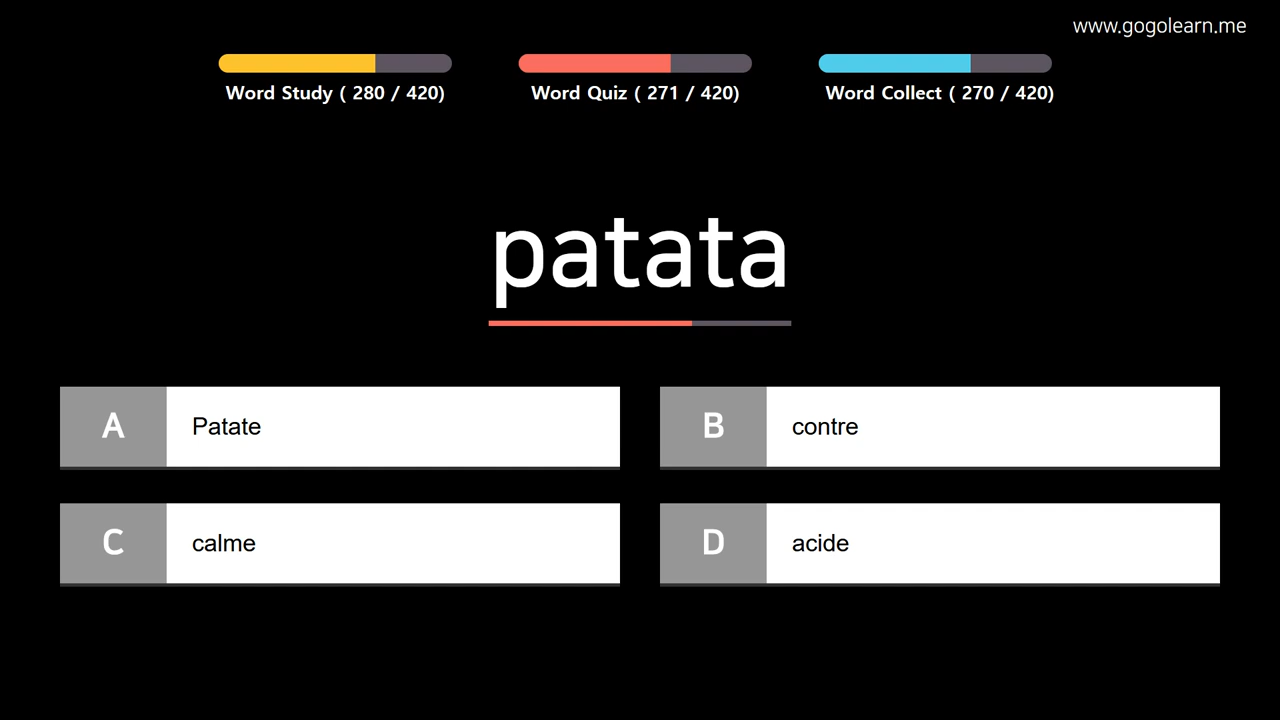 www.gogolearn.me
Word Study ( 280 / 420)
Word Quiz ( 271 / 420)
Word Collect ( 270 / 420)
patata
A Patate
B contre
C calme
D acide